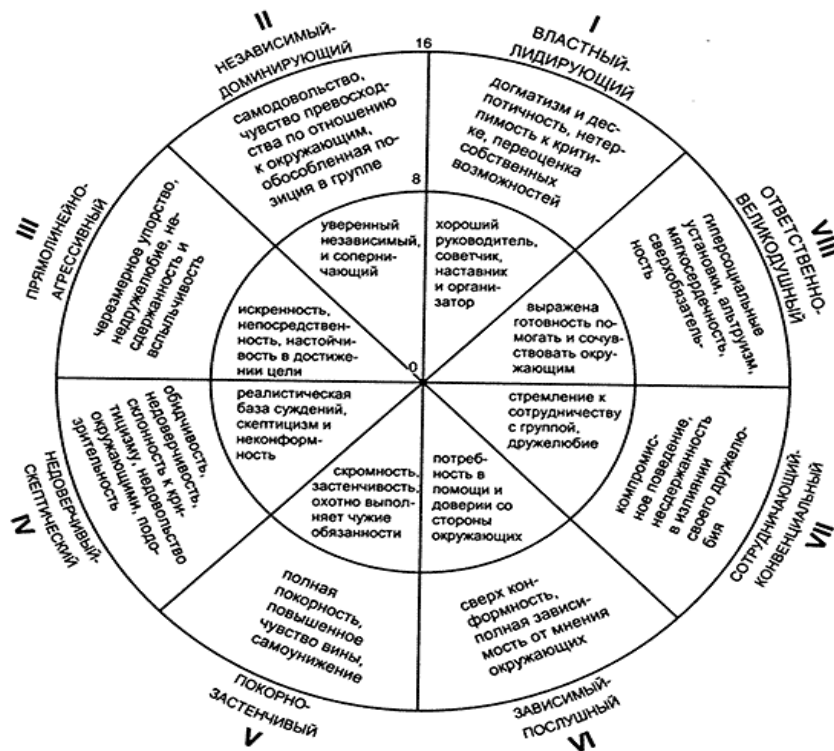 I
ВЛАСТНЫЙ-
ЛИДИРУЮЩИЙ
догматизм и дес-
потичность, нетер-
пимость к крити-
ке, переоценка
собственных
возможностей
хороший
руководитель,
советчик,
наставник
и органи-
затор
II
НЕЗАВИСИМЫЙ-
ДОМИНИРУЮЩИЙ
самодовольство,
чувство превосход-
ства по отношению
к окружающим,
обособленная по-
зиция в группе
уверенный
независимый,
и соперни-
чающий
III
ПРЯМОЛИНЕЙНО-
АГРЕССИВНЫЙ
черезмерное упорство,
недружелюбие, не-
сдержанность и
вспыльчивость
искренность,
непосредствен-
ность, настойчи-
вость в достиже-
нии цели
IV
НЕДОВЕРЧИВЫЙ-
СКЕПТИЧЕСКИЙ
обидчивость,
недоверчивость,
склонность к кри-
тицизму, недовольство
окружающими, подо-
зрительность
реалистическая
база суждений,
скептицизм и
неконформ-
ность
V
ПОКОРНО-
ЗАСТЕНЧИВЫЙ
полная
покорность,
повышенное
чувство вины,
самоунижение
скромность,
застенчивость,
охотно выпол-
няет чужие
обязанности
VI
ЗАВИСИМЫЙ-
ПОСЛУШНЫЙ
сверх кон-
формность,
полная зависи-
мость от мнения
окружающих
потреб-
ность в
помощи и
доверии со
стороны
окружающих
VII
СОТРУДНИЧАЮЩИЙ-
КОНВЕНЦИАЛЬНЫЙ
компромис-
сное поведение,
несдержанность
в излиянии
своего дружелю-
бия
стремление к
сотрудничеству
с группой,
дружелюбие
VIII
ОТВЕТСТВЕННО-
ВЕЛИКОДУШНЫЙ
гиперсоциальные
установки, альтруизм,
мягкосердечность,
сверхобязатель-
ность
выражена
готовность по-
могать и сочув-
ствовать окру-
жающим
16
8
0